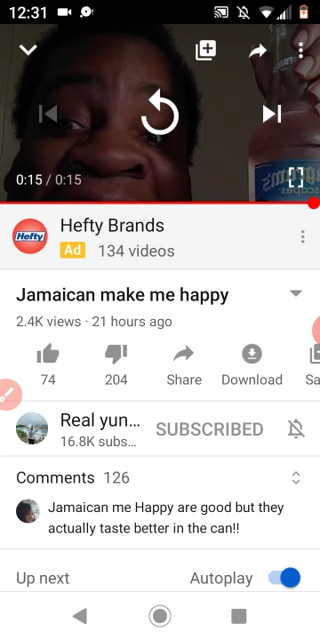 12:31
0:15 / 0:15
Hefty
Hefty Brands
Ad 134 videos
Jamaican make me happy
2.4K views · 21 hours ago
74 204 Share Download Sa
Real yun... SUBSCRIBED
16.8K subs...
Comments 126
Jamaican me Happy are good but they
actually taste better in the can!!
Up next Autoplay